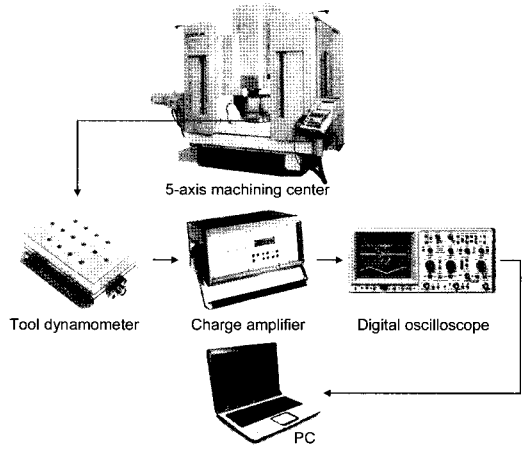 5-axis machining center
Tool dynamometer
Charge amplifier
Digital oscilloscope
PC